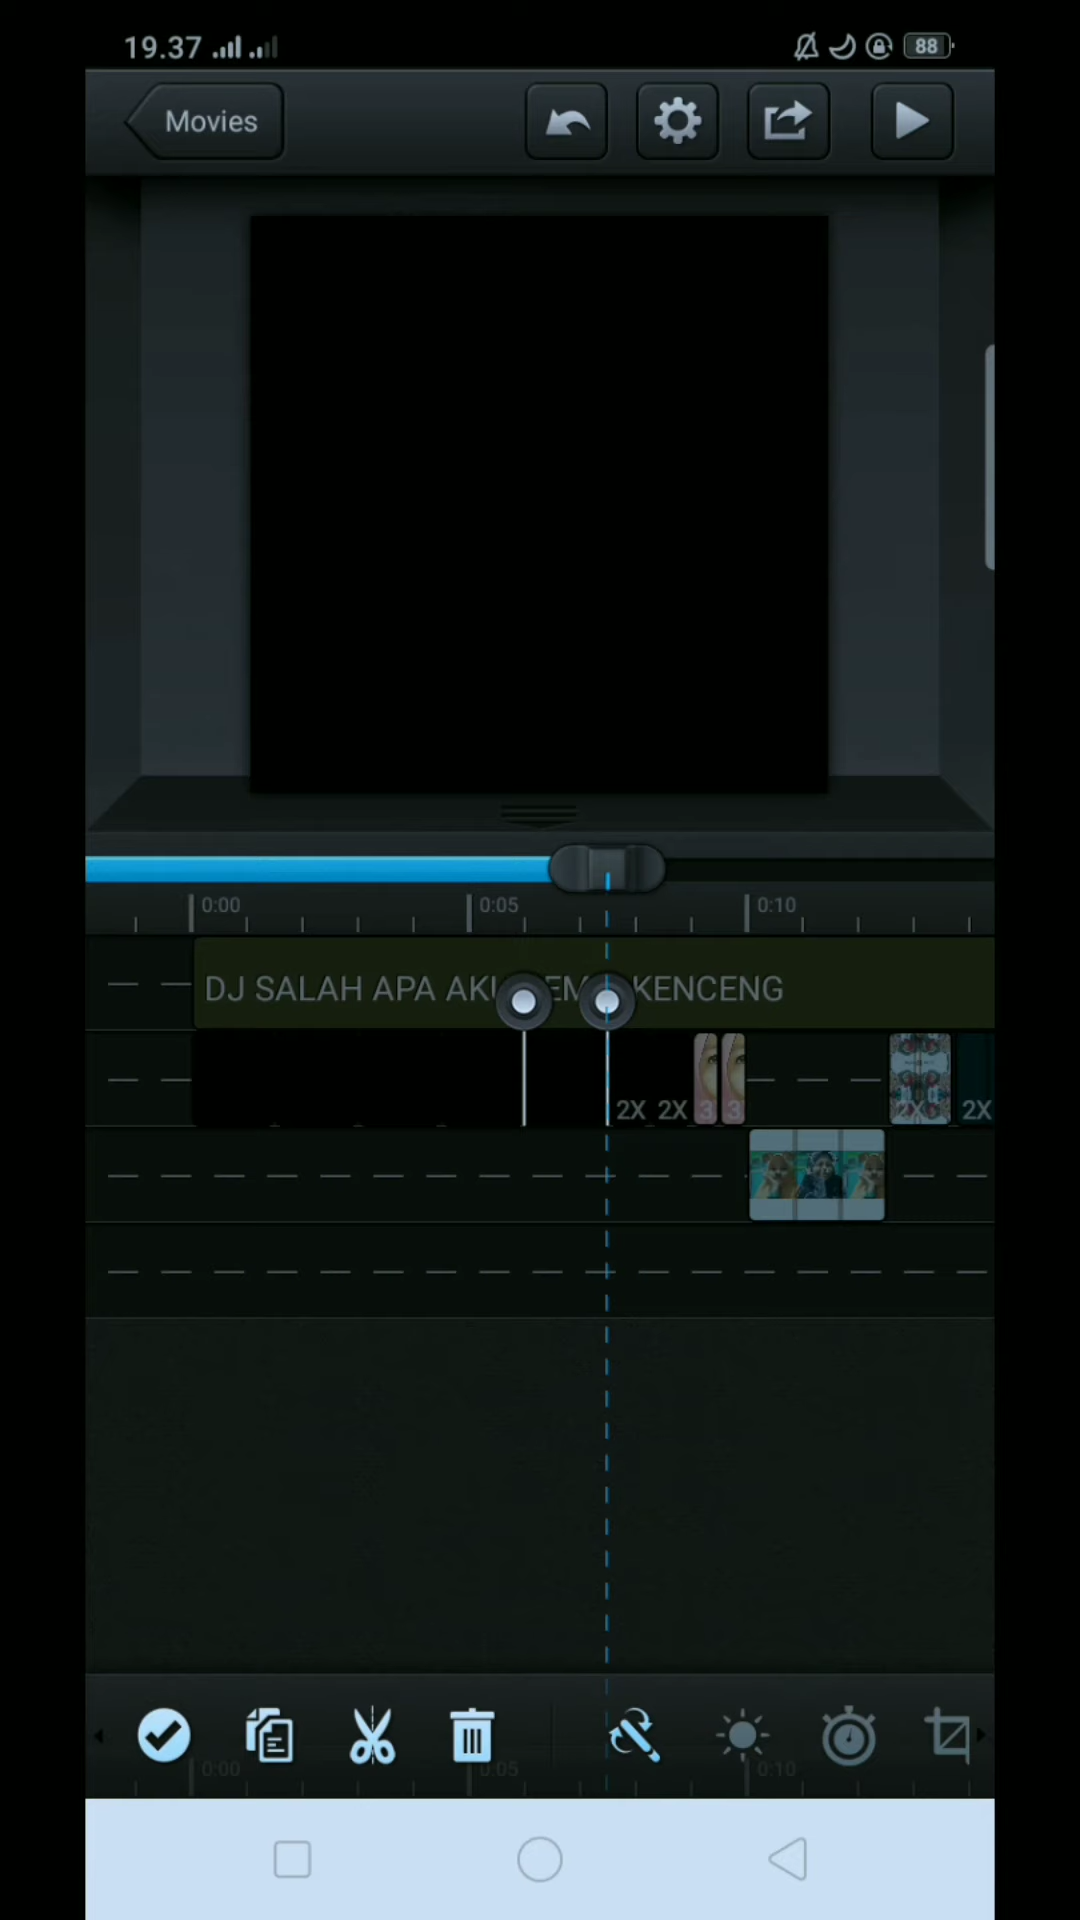 19.37 88
Movies
0:00 0:05 0:10
DJ SALAH APA AKU KENCENG
2X 2X 3 3 2X 2X
0:00 0:05 0:10